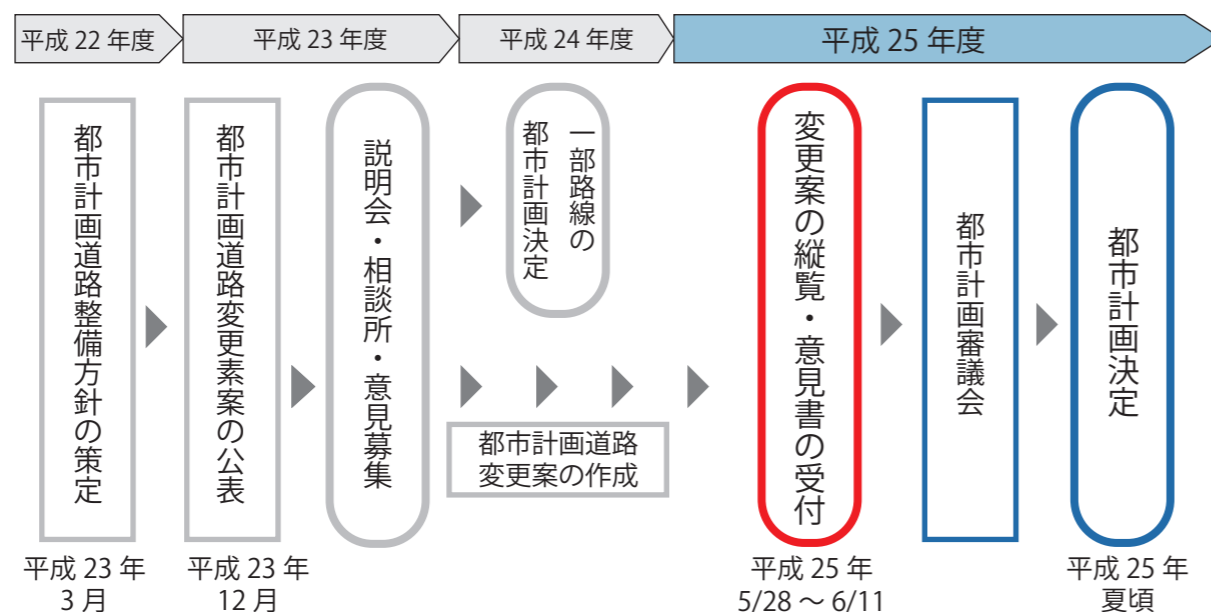 平成 22 年度
平成 23 年度
平成 24 年度
平成 25 年度
都市計画道路整備方針の策定
平成 23 年
3 月
都市計画道路変更素案の公表
平成 23 年
12 月
説明会・相談所・意見募集
一部路線の
都市計画決定
都市計画道路
変更案の作成
変更案の縦覧・意見書の受付
平成 25 年
5/28 ～ 6/11
都市計画審議会
都市計画決定
平成 25 年
夏頃